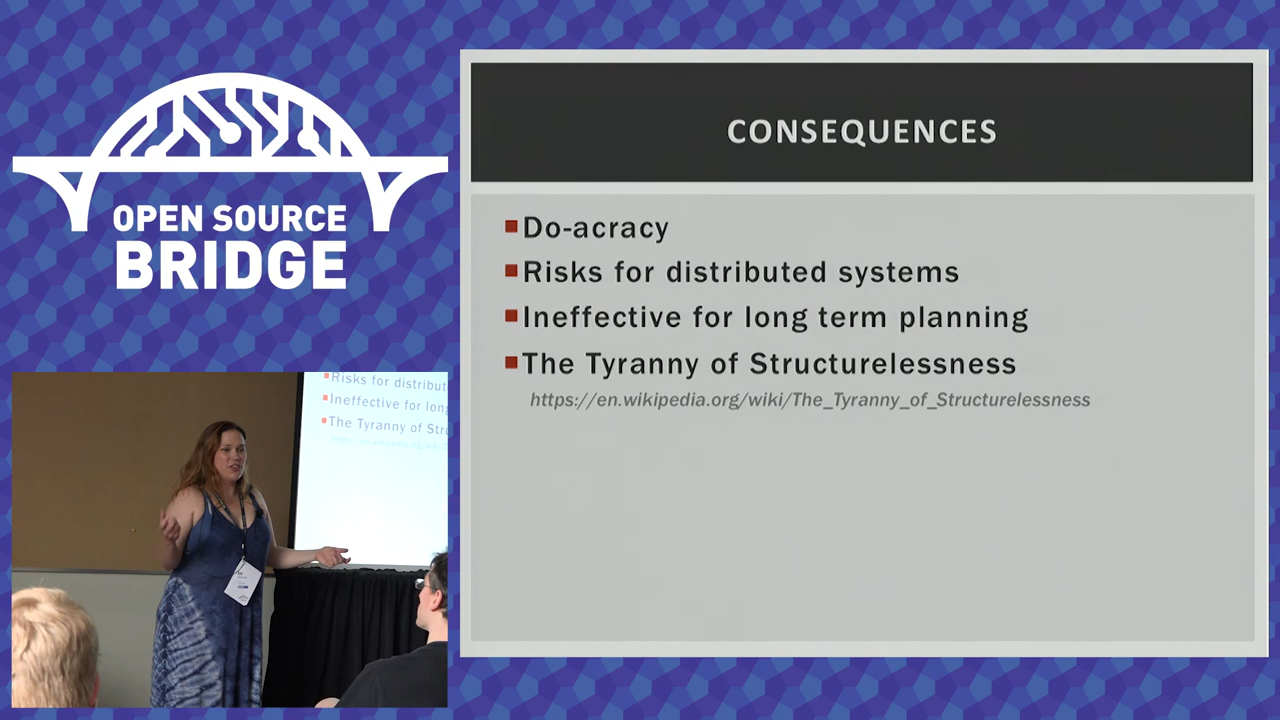 OPEN SOURCE
BRIDGE
CONSEQUENCES
Do-acracy
Risks for distributed systems
Ineffective for long term planning
The Tyranny of Structurelessness
https://en.wikipedia.org/wiki/The_Tyranny_of_Structurelessness
Risks for distribut
Ineffective for long
The Tyranny of Stru